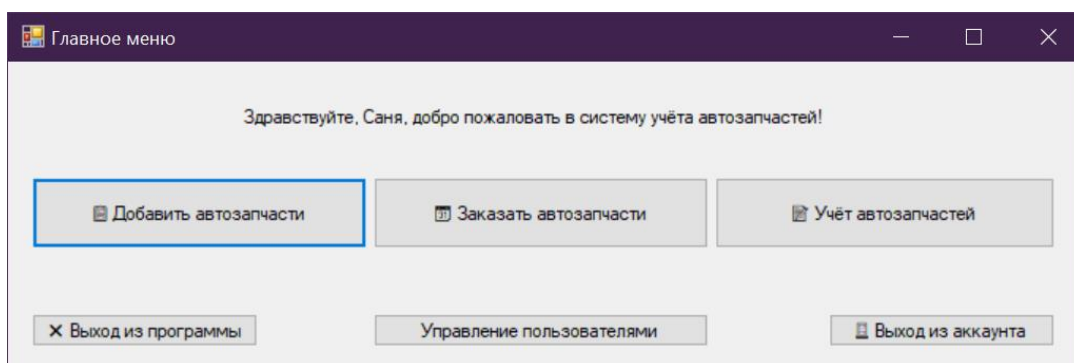 Главное меню
Здравствуйте, Саня, добро пожаловать в систему учёта автозапчастей!
Добавить автозапчасти
31 Заказать автозапчасти
Учёт автозапчастей
Выход из программы
Управление пользователями
Выход из аккаунта